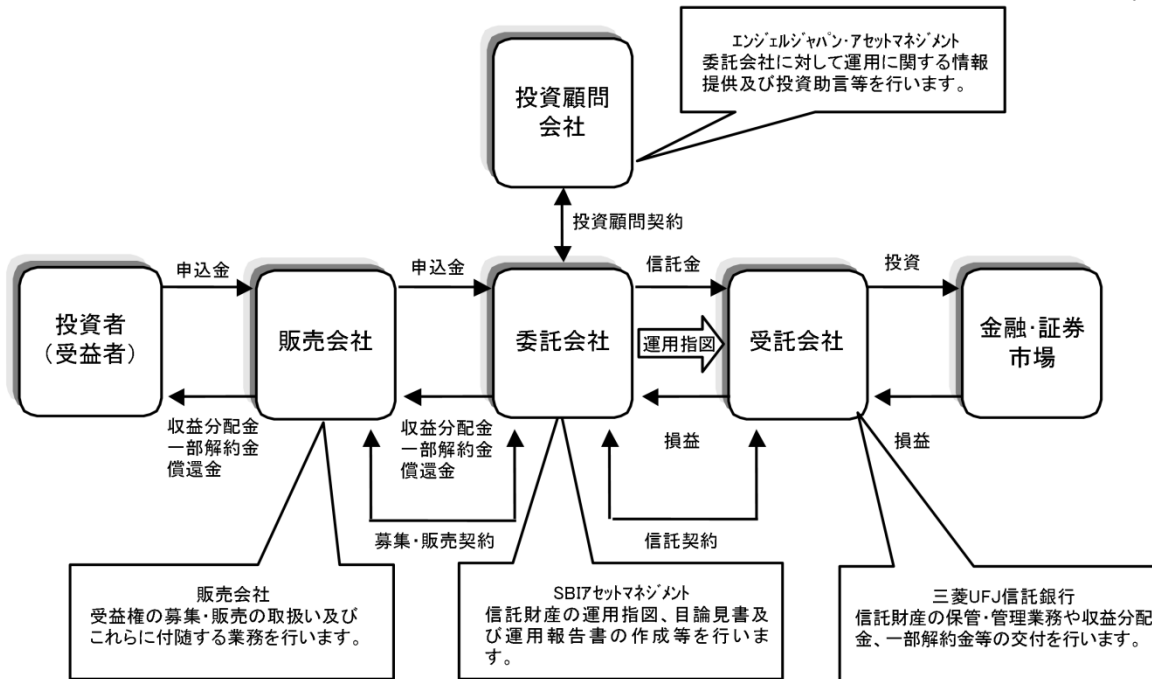 エンジェルジャパン・アセットマネジメント
委託会社に対して運用に関する情報
提供及び投資助言等を行います。
投資顧問
会社
投資顧問契約
申込金
申込金
信託金
投資
投資者
(受益者)
販売会社
委託会社
運用指図
受託会社
金融・証券
市場
収益分配金
一部解約金
償還金
収益分配金
一部解約金
償還金
損益
損益
募集・販売契約
信託契約
販売会社
受益権の募集・販売の取扱い及び
これらに付随する業務を行います。
SBIアセットマネジメント
信託財産の運用指図、目論見書及
び運用報告書の作成等を行いま
す。
三菱UFJ信託銀行
信託財産の保管・管理業務や収益分配
金、一部解約金等の交付を行います。